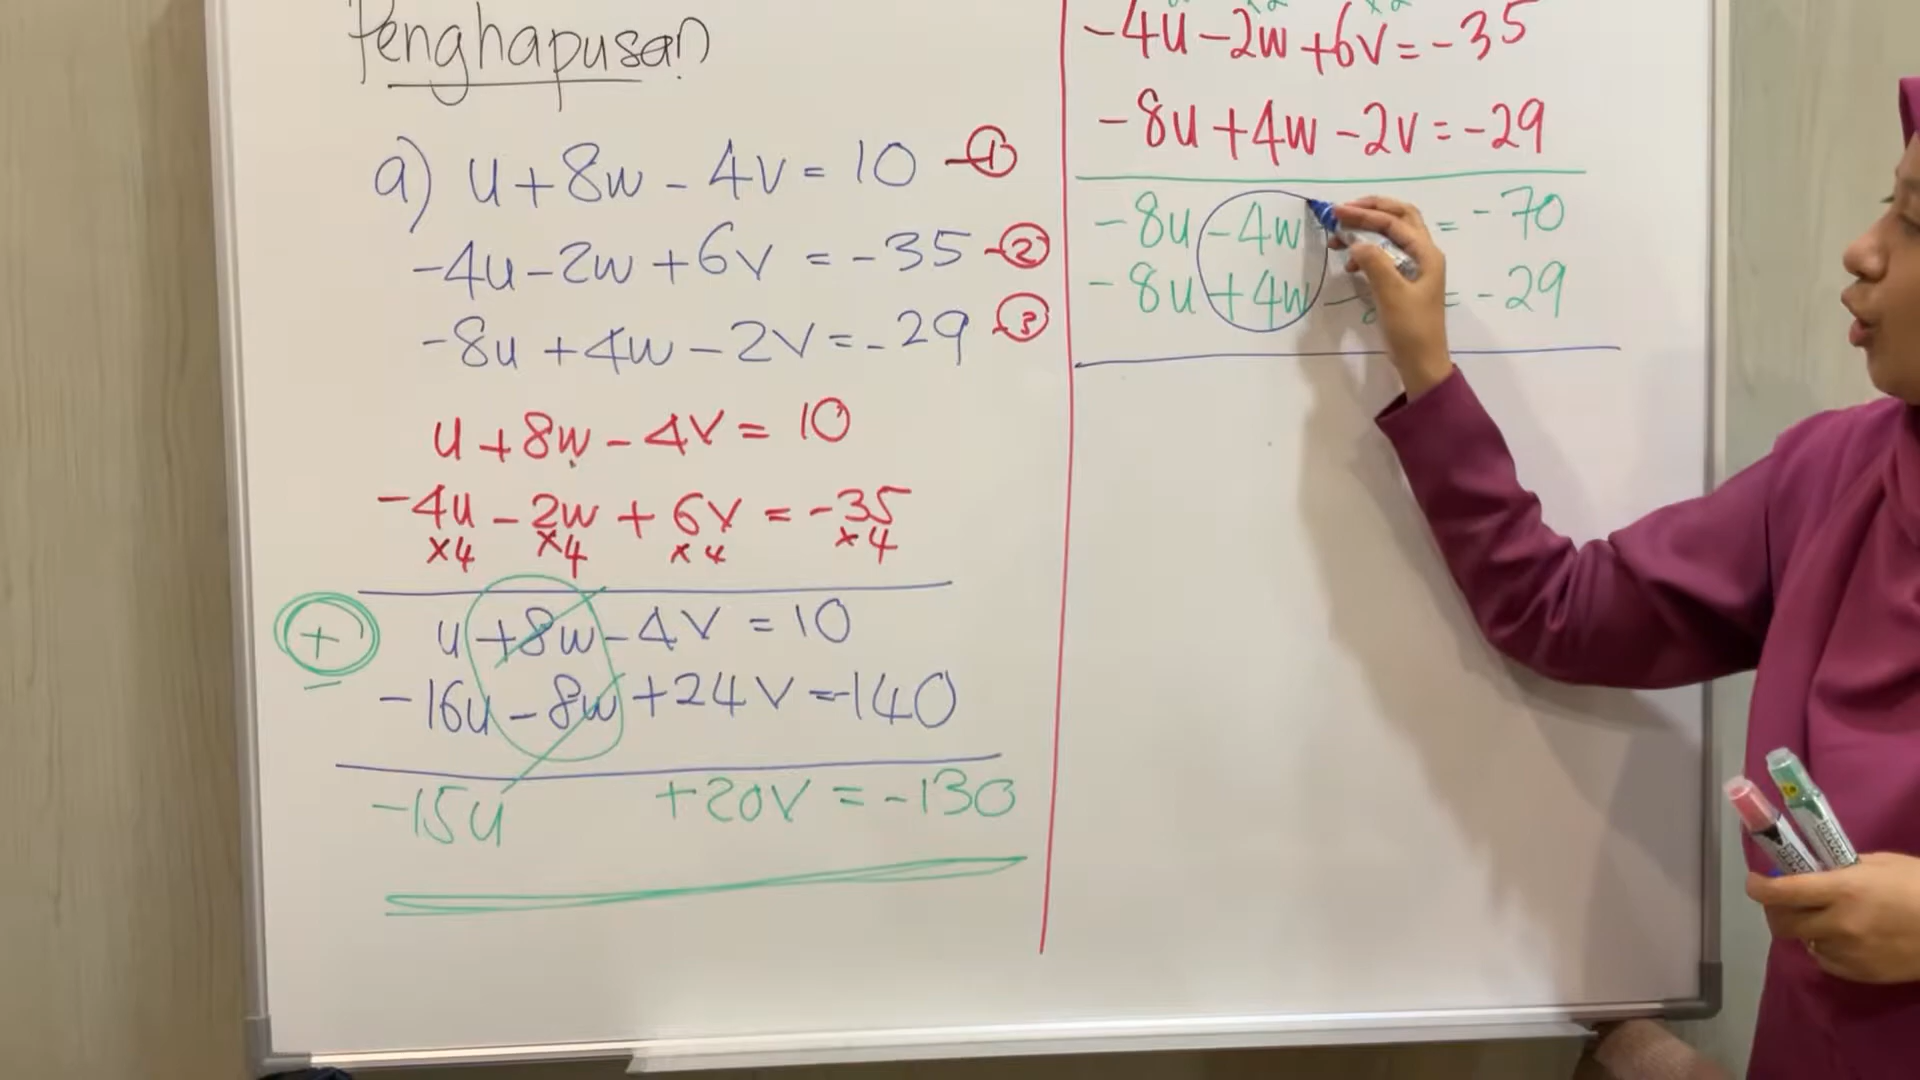 Penghapusan
a) u + 8w - 4v = 10 - ①
-4u - 2w + 6v = -35 - ②
-8u + 4w - 2v = -29 - ③
u + 8w - 4v = 10
-4u - 2w + 6v = -35
×4 ×4 ×4 ×4
+
u + 8w - 4v = 10
-16u - 8w + 24v = -140
-15u + 20v = -130
×2 ×2
-4u - 2w + 6v = -35
-8u + 4w - 2v = -29
-8u - 4w = -70
-8u + 4w - = -29